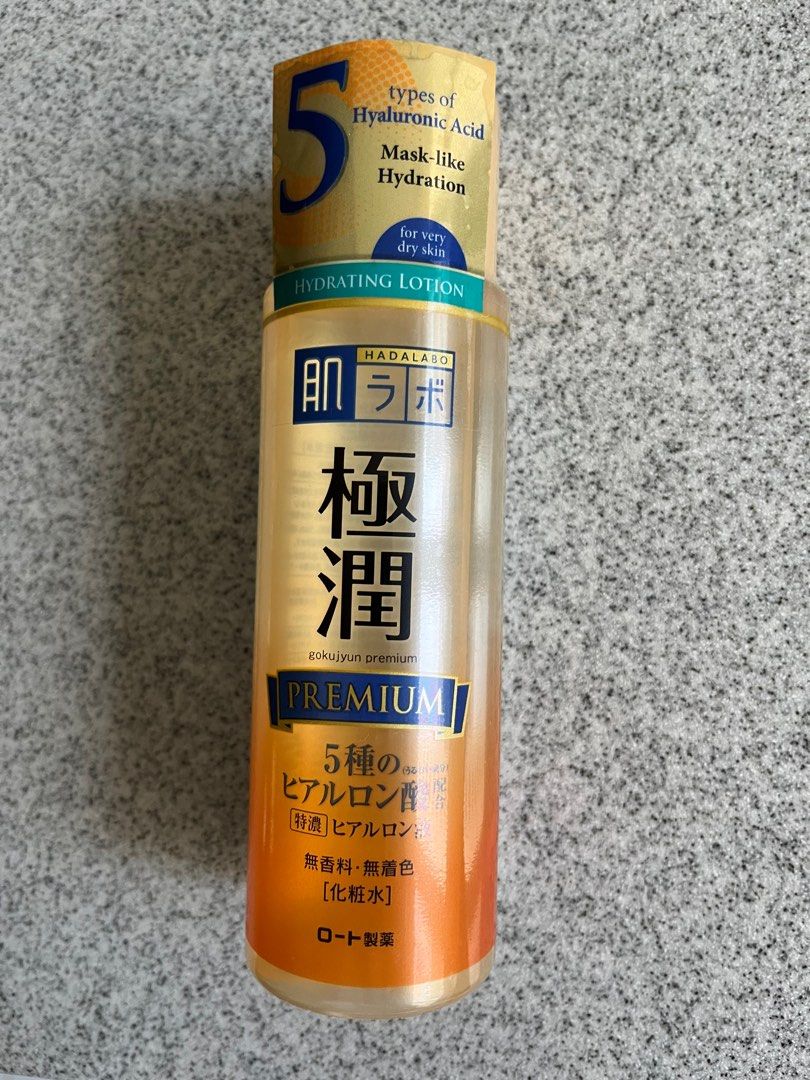 5
types of
Hyaluronic Acid
Mask-like
Hydration
for very
dry skin
HYDRATING LOTION
HADALABO
肌ラボ
極潤
gokujyun premium
PREMIUM
5種の
ヒアルロン酸配合
特濃 ヒアルロン液
無香料・無着色
[化粧水]
ロート製薬